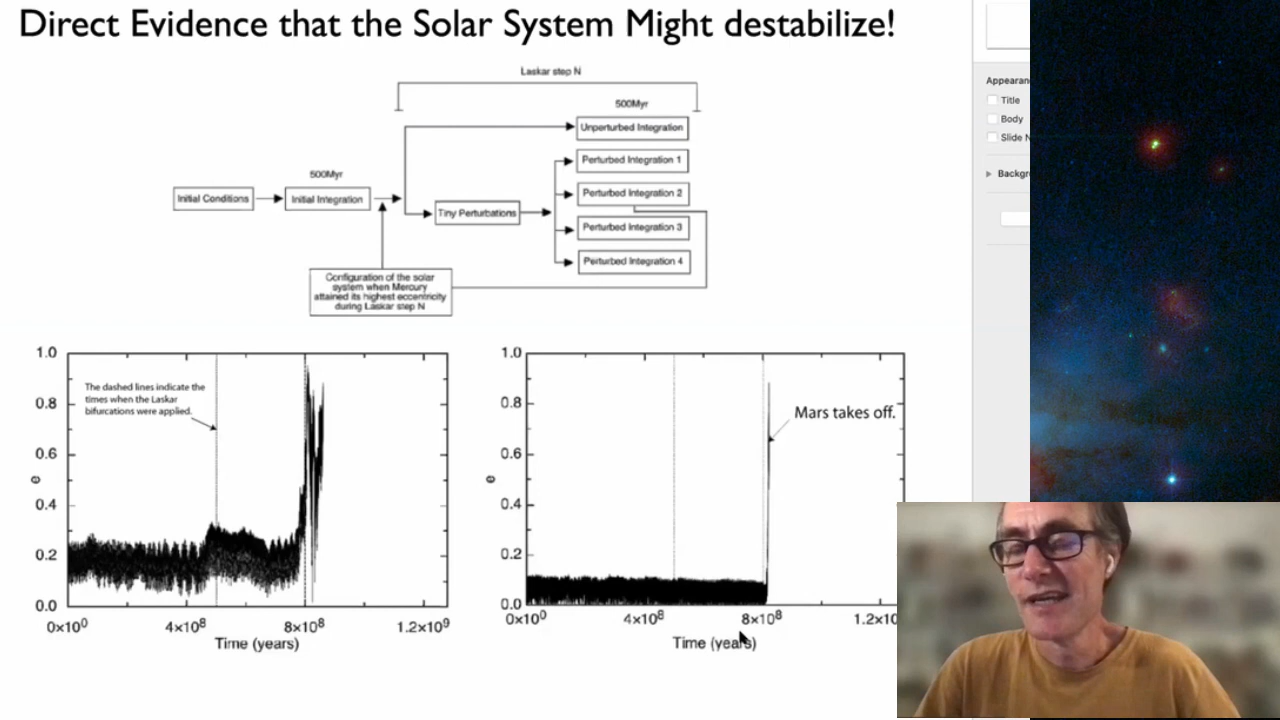 Direct Evidence that the Solar System Might destabilize!
Laskar step N
500Myr
Unperturbed Integration
Perturbed Integration 1
500Myr
Perturbed Integration 2
Initial Conditions
Initial Integration
Tiny Perturbations
Perturbed Integration 3
Perturbed Integration 4
Configuration of the solar
system when Mercury
attained its highest eccentricity
during Laskar step N
1.0
0.8
0.6
0.4
0.2
0.0
e
The dashed lines indicate the
times when the Laskar
bifurcations were applied.
0x10⁰
4x10⁸
8x10⁸
1.2x10⁹
Time (years)
1.0
0.8
0.6
0.4
0.2
0.0
e
Mars takes off.
0x10⁰
4x10⁸
8x10⁸
1.2x10
Time (years)
Appearan
Title
Body
Slide N
Backgr